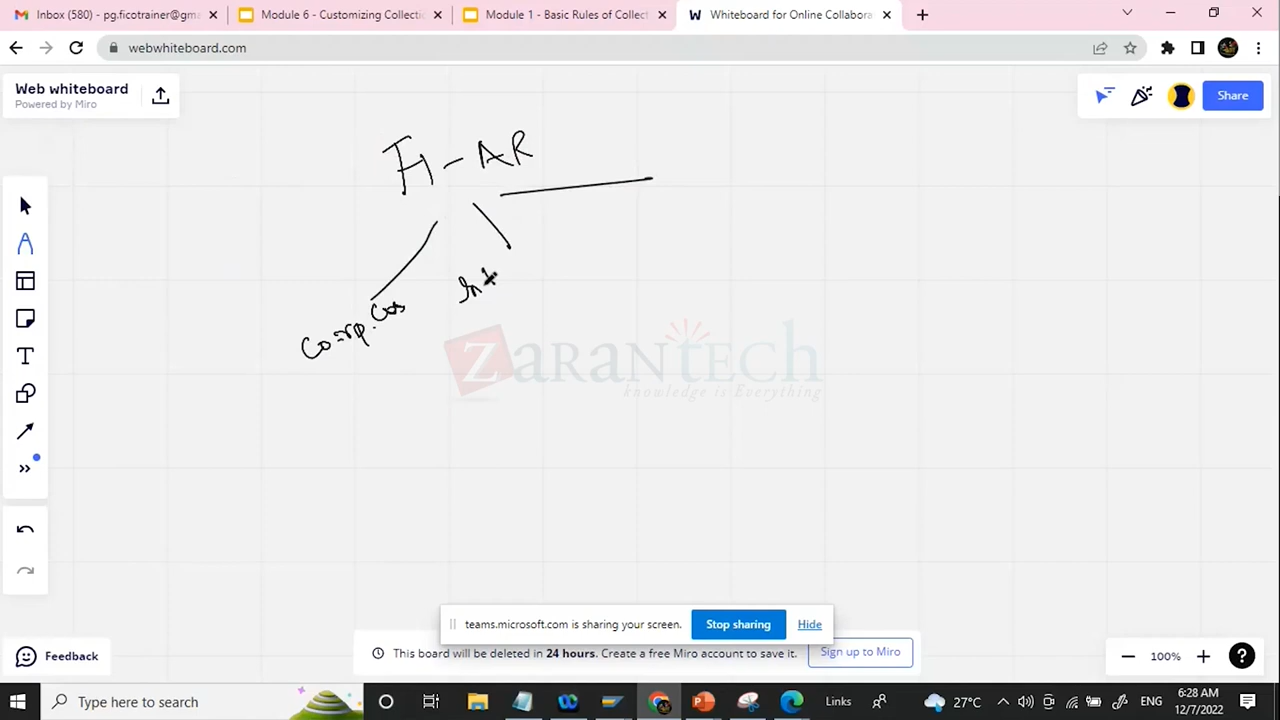 Inbox (580) - pg.ficotrainer@gma
Module 6 - Customizing Collectio
Module 1 - Basic Rules of Collect
Whiteboard for Online Collabora
webwhiteboard.com
Web whiteboard
Powered by Miro
Share
FI - AR
Corp. Cos
Int
ZARANTECH
knowledge is Everything
teams.microsoft.com is sharing your screen.
Stop sharing
Hide
This board will be deleted in 24 hours. Create a free Miro account to save it.
Sign up to Miro
Feedback
100%
Type here to search
Links
27°C
ENG
6:28 AM
12/7/2022